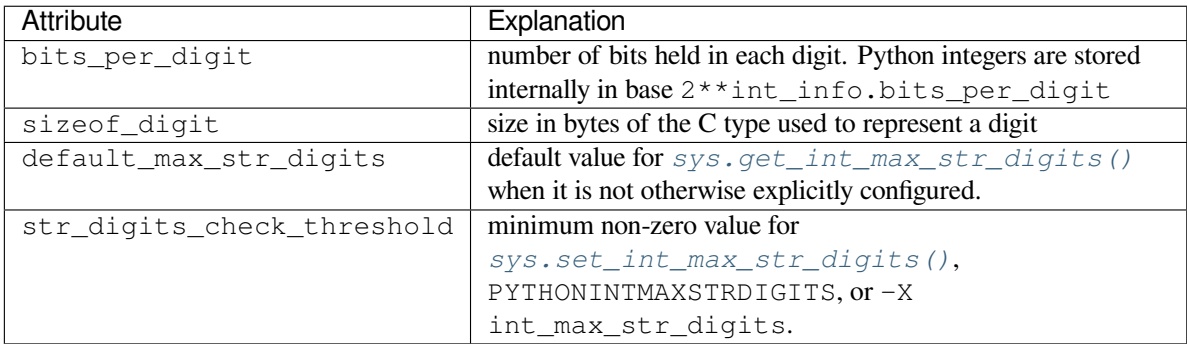 Attribute Explanation
bits_per_digit number of bits held in each digit. Python integers are stored
internally in base 2**int_info.bits_per_digit
sizeof_digit size in bytes of the C type used to represent a digit
default_max_str_digits default value for sys.get_int_max_str_digits()
when it is not otherwise explicitly configured.
str_digits_check_threshold minimum non-zero value for
sys.set_int_max_str_digits(),
PYTHONINTMAXSTRDIGITS, or -X
int_max_str_digits.